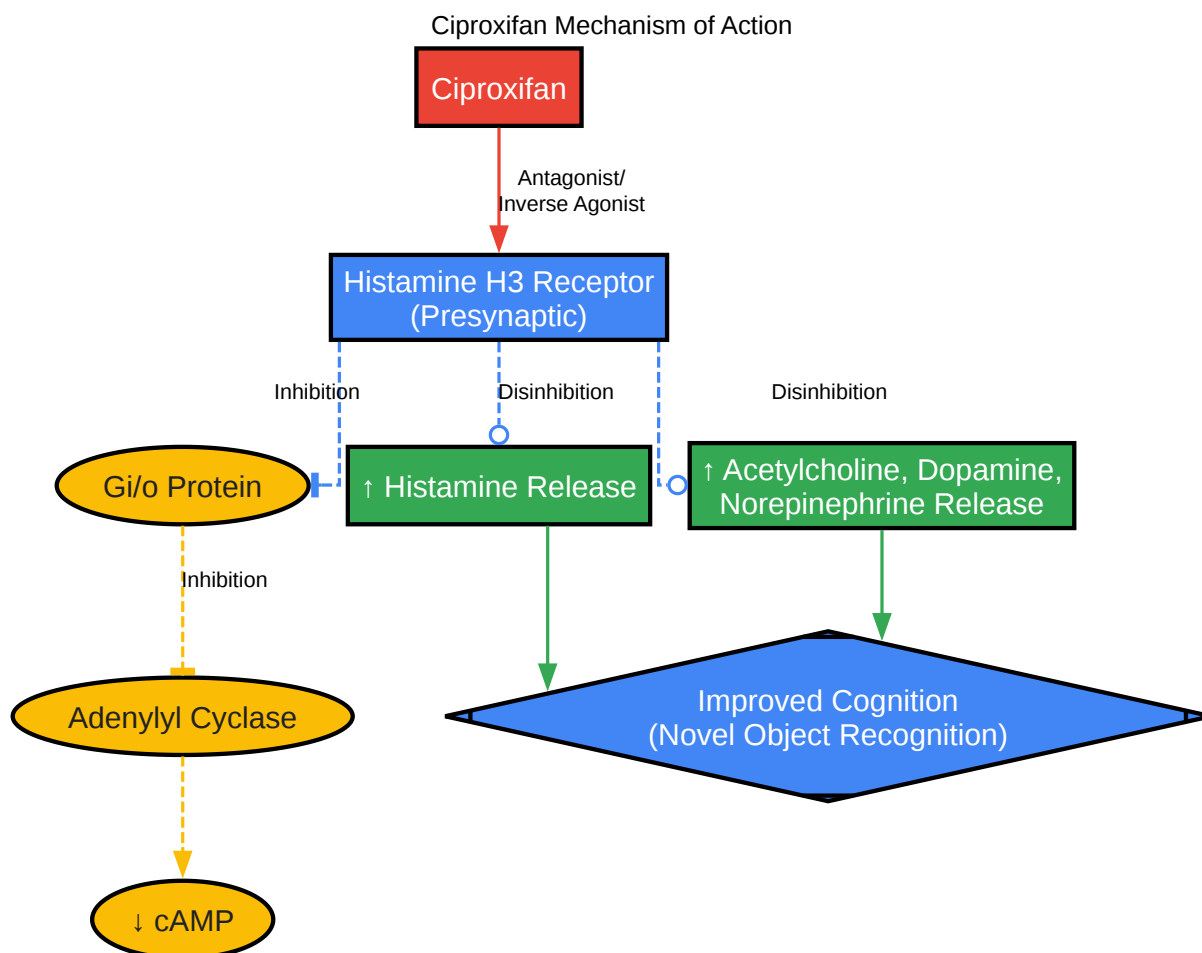 Ciproxifan Mechanism of Action
Ciproxifan
Antagonist/
Inverse Agonist
Histamine H3 Receptor
(Presynaptic)
Inhibition
Disinhibition
Disinhibition
Gi/o Protein
↑ Histamine Release
↑ Acetylcholine, Dopamine,
Norepinephrine Release
Inhibition
Adenylyl Cyclase
Improved Cognition
(Novel Object Recognition)
↓ cAMP